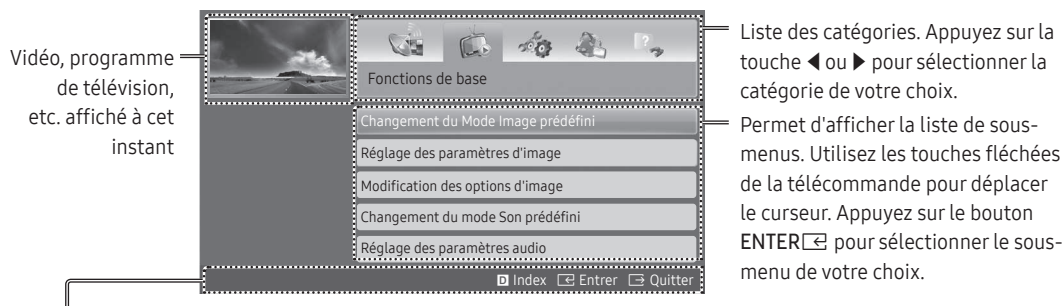 Vidéo, programme
de télévision,
etc. affiché à cet
instant
Fonctions de base
Changement du Mode Image prédéfini
Réglage des paramètres d'image
Modification des options d'image
Changement du mode Son prédéfini
Réglage des paramètres audio
D Index Entrer Quitter
Liste des catégories. Appuyez sur la
touche ◀ ou ▶ pour sélectionner la
catégorie de votre choix.
Permet d'afficher la liste de sous-
menus. Utilisez les touches fléchées
de la télécommande pour déplacer
le curseur. Appuyez sur le bouton
ENTER pour sélectionner le sous-
menu de votre choix.